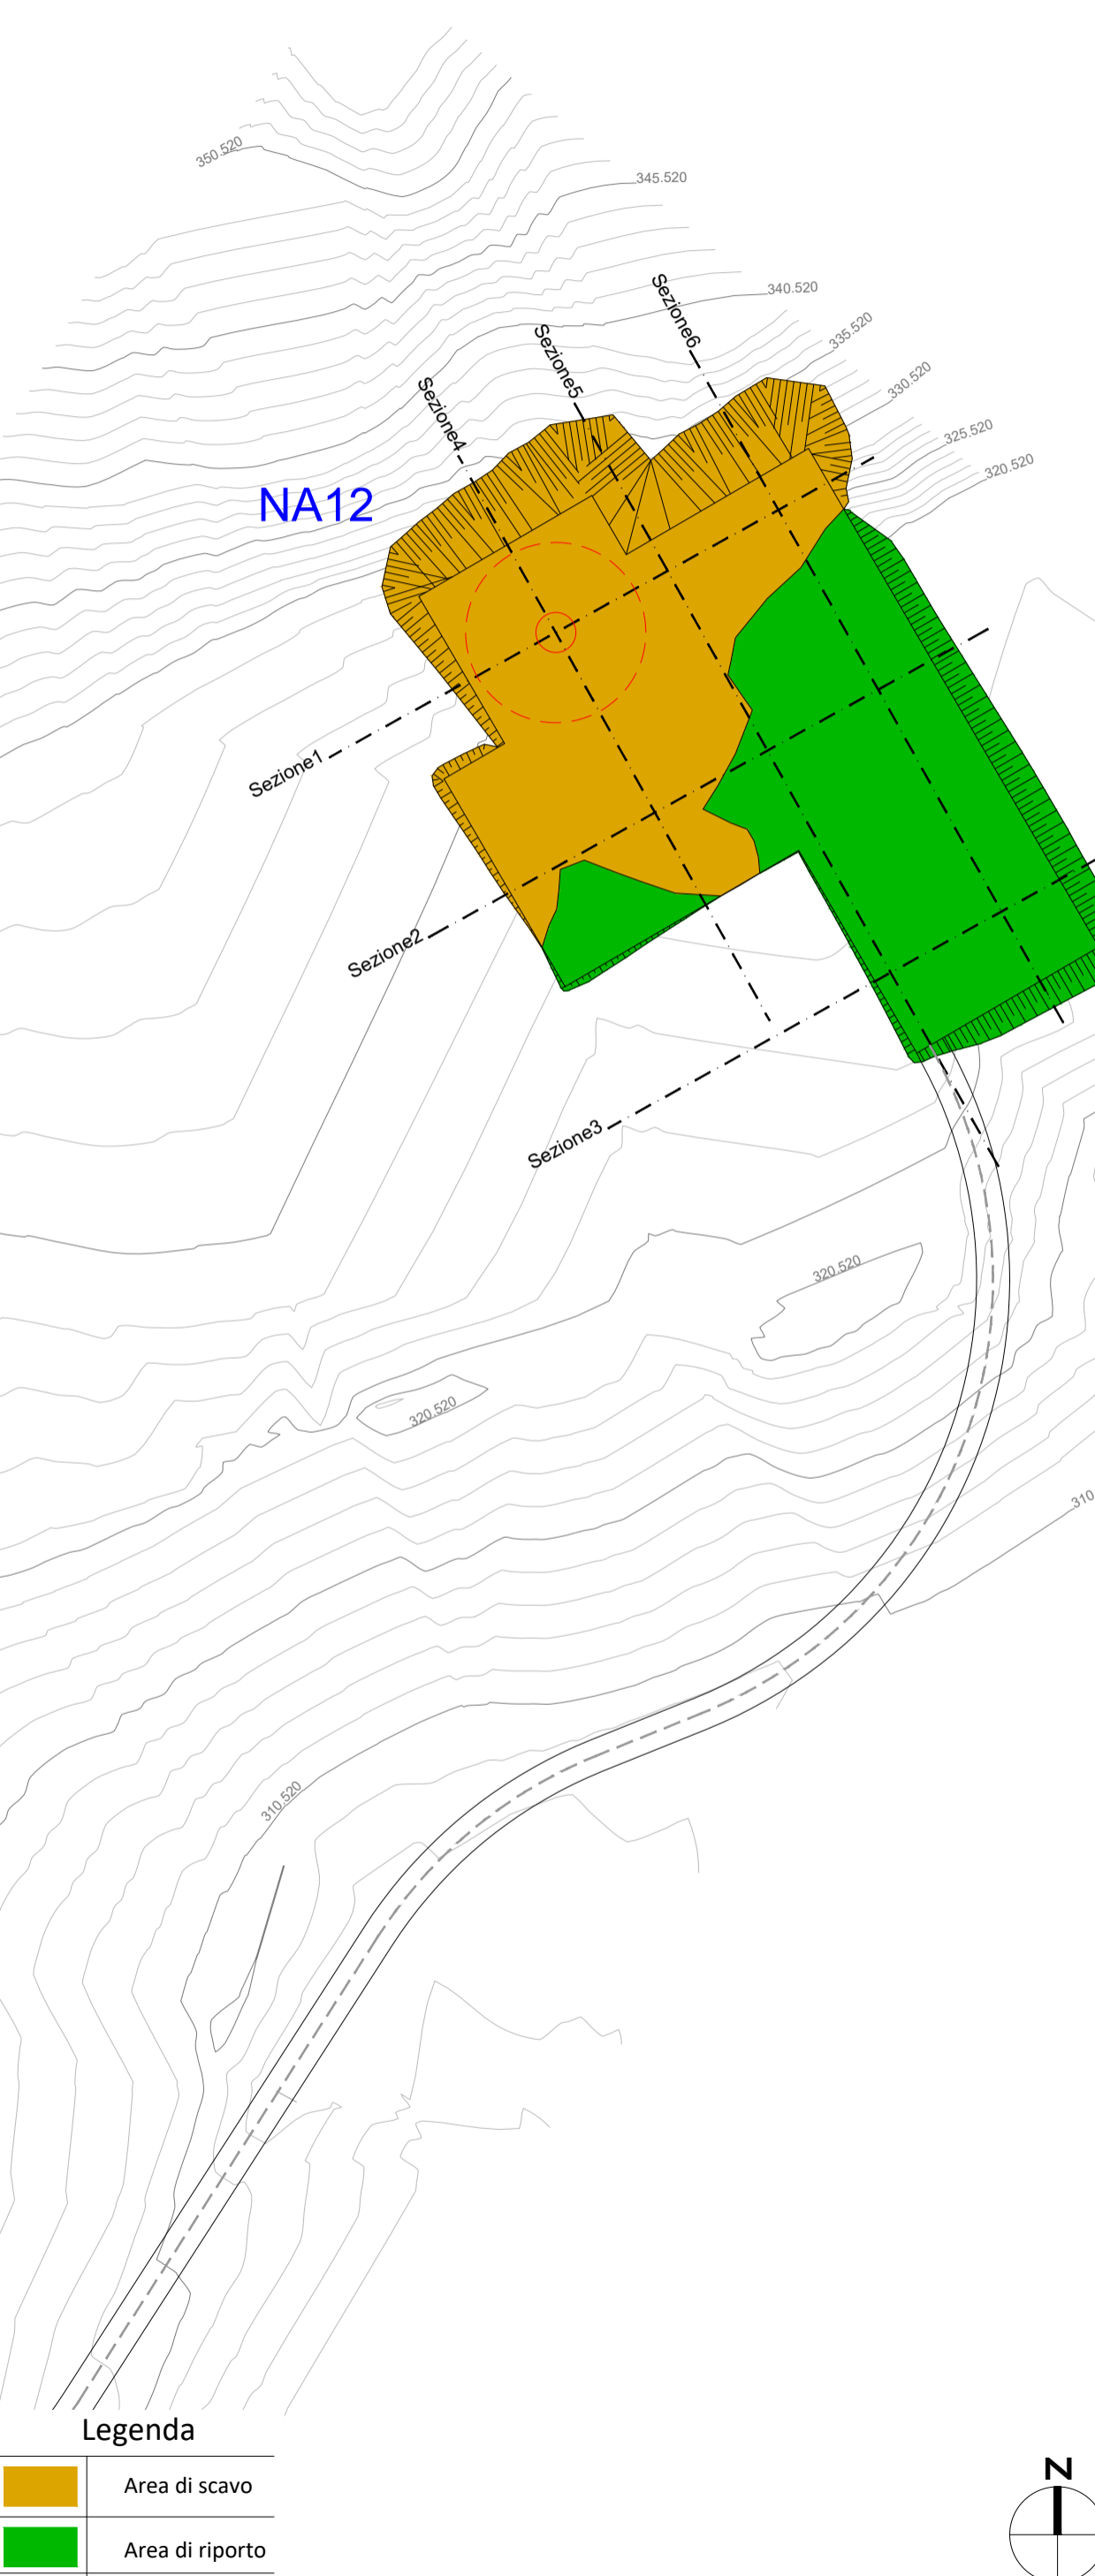 350.520
345.520
340.520
335.520
330.520
325.520
320.520
Sezione6
Sezione5
Sezione4
NA12
Sezione1
Sezione2
Sezione3
320.520
320.520
310
310.520
Legenda
Area di scavo
Area di riporto
N